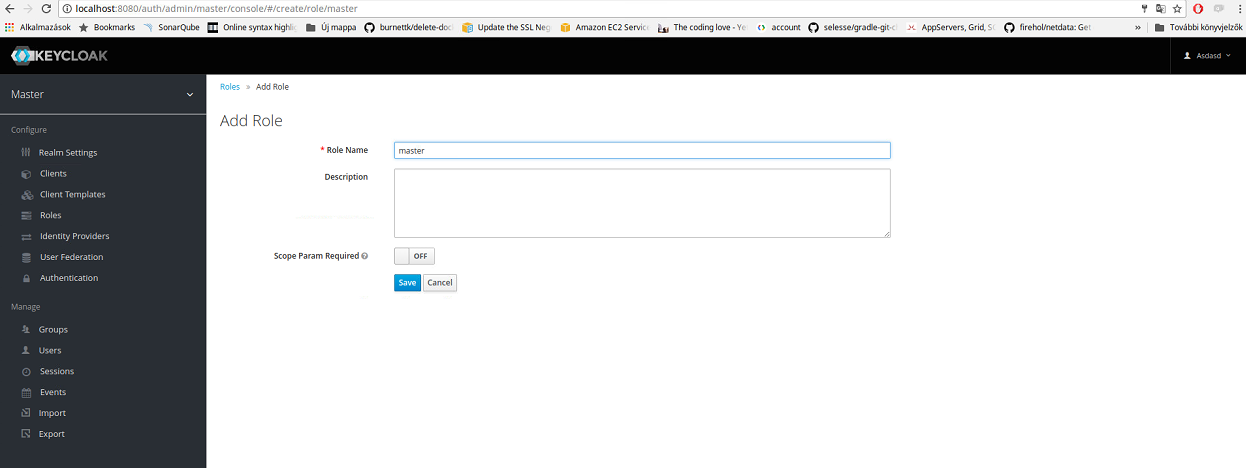 localhost:8080/auth/admin/master/console/#/create/role/master
Alkalmazások Bookmarks SonarQube Online syntax highli Új mappa burnettk/delete-doc Update the SSL Neg Amazon EC2 Service The coding love - Ye account selesse/gradle-git-c AppServers, Grid, S firehol/netdata: Get » További könyvjelzők
KEYCLOAK Asdasd
Master
Roles » Add Role
Configure
Add Role
Realm Settings
* Role Name master
Clients
Description
Client Templates
Roles
Identity Providers
User Federation
Scope Param Required OFF
Authentication
Save Cancel
Manage
Groups
Users
Sessions
Events
Import
Export